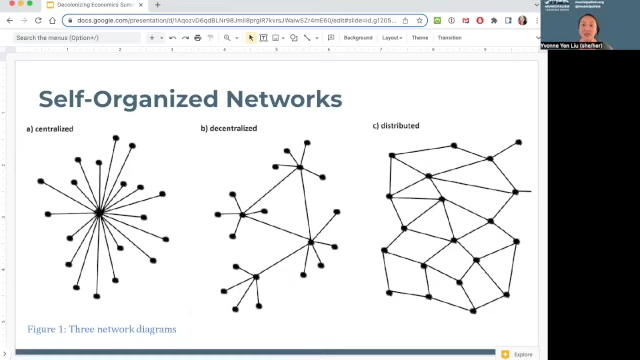 Decolonizing Economics Sum
docs.google.com/presentation/d/1AqovzD6qGZBm9Nr98JmlI8prgIR7kvrsJWaiwSzr4mE60/edit#slide=id.g1205...
Search the menus (Option+/)
Background
Layout
Theme
Transition
Yvonne Yen Liu (she/her)
Self-Organized Networks
a) centralized
b) decentralized
c) distributed
Figure 1: Three network diagrams
Explore